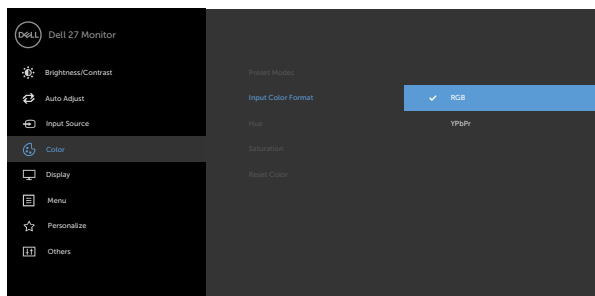 DELL Dell 27 Monitor
Brightness/Contrast
Auto Adjust
Input Source
Color
Display
Menu
Personalize
Others
Preset Modes
Input Color Format
Hue
Saturation
Reset Color
RGB
YPbPr